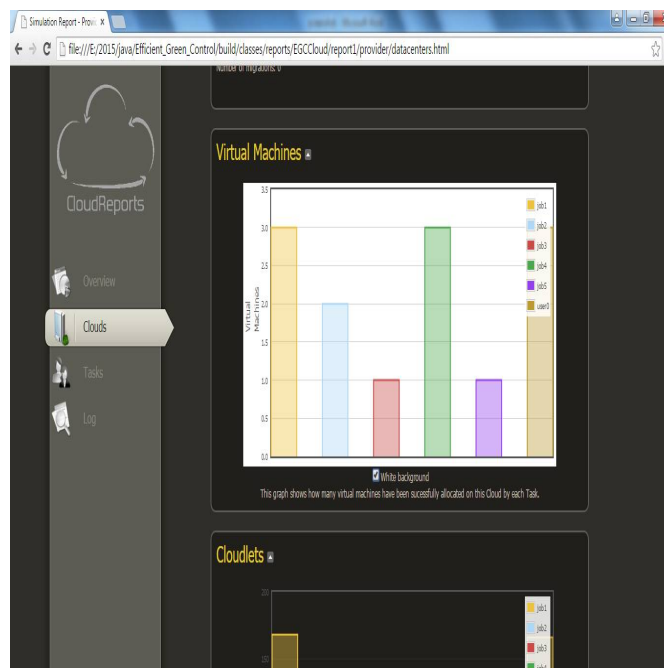 Simulation Report - Provid
file:///E:/2015/java/Efficient_Green_Control/build/classes/reports/EGCCloud/report1/provider/datacenters.html
Number of migrations: 0
CloudReports
Overview
Clouds
Tasks
Log
Virtual Machines
3.5
3.0
2.5
2.0
1.5
1.0
0.5
0.0
Virtual
Machines
job1
job2
job3
job4
job5
user0
White background
This graph shows how many virtual machines have been sucessfully allocated on this Cloud by each Task.
Cloudlets
200
job1
job2
job3